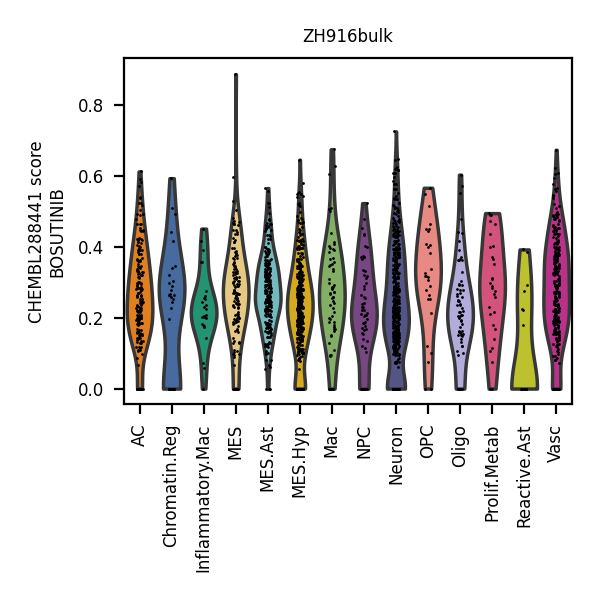 ZH916bulk
CHEMBL288441 score
BOSUTINIB
0.8
0.6
0.4
0.2
0.0
AC
Chromatin.Reg
Inflammatory.Mac
MES
MES.Ast
MES.Hyp
Mac
NPC
Neuron
OPC
Oligo
Prolif.Metab
Reactive.Ast
Vasc